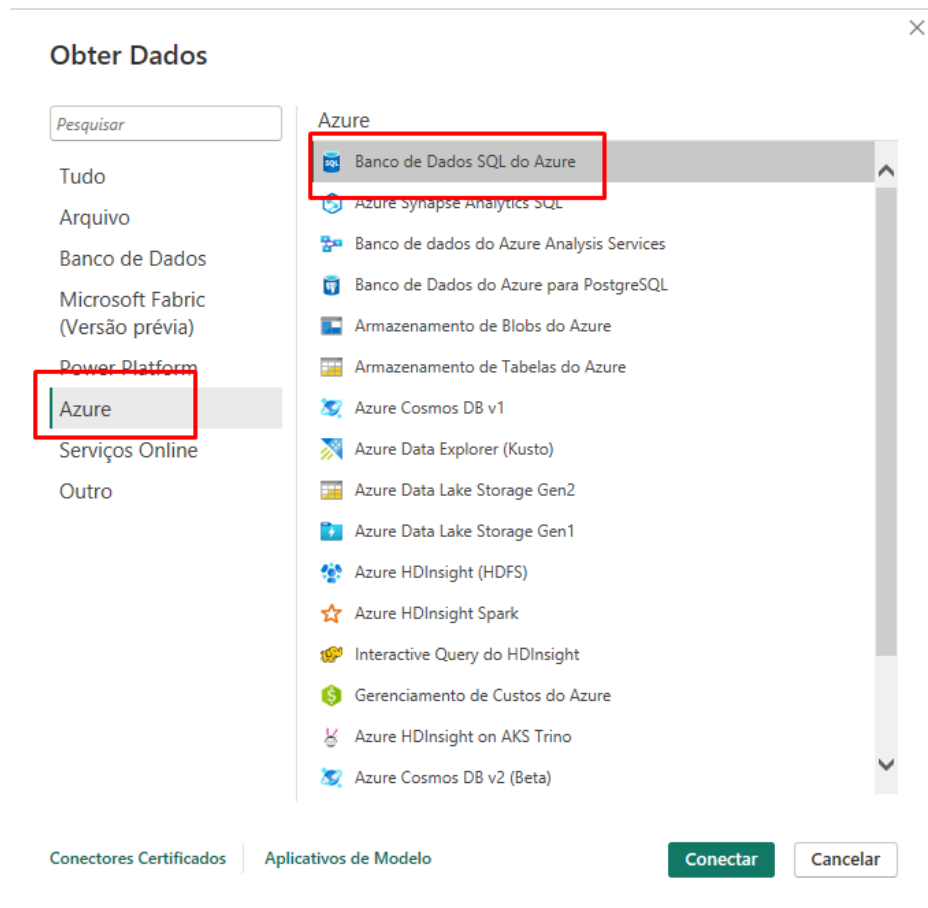 Obter Dados
Pesquisar
Tudo
Arquivo
Banco de Dados
Microsoft Fabric
(Versão prévia)
Power Platform
Azure
Serviços Online
Outro
Azure
Banco de Dados SQL do Azure
Azure Synapse Analytics SQL
Banco de dados do Azure Analysis Services
Banco de Dados do Azure para PostgreSQL
Armazenamento de Blobs do Azure
Armazenamento de Tabelas do Azure
Azure Cosmos DB v1
Azure Data Explorer (Kusto)
Azure Data Lake Storage Gen2
Azure Data Lake Storage Gen1
Azure HDInsight (HDFS)
Azure HDInsight Spark
Interactive Query do HDInsight
Gerenciamento de Custos do Azure
Azure HDInsight on AKS Trino
Azure Cosmos DB v2 (Beta)
Conectores Certificados
Aplicativos de Modelo
Conectar
Cancelar